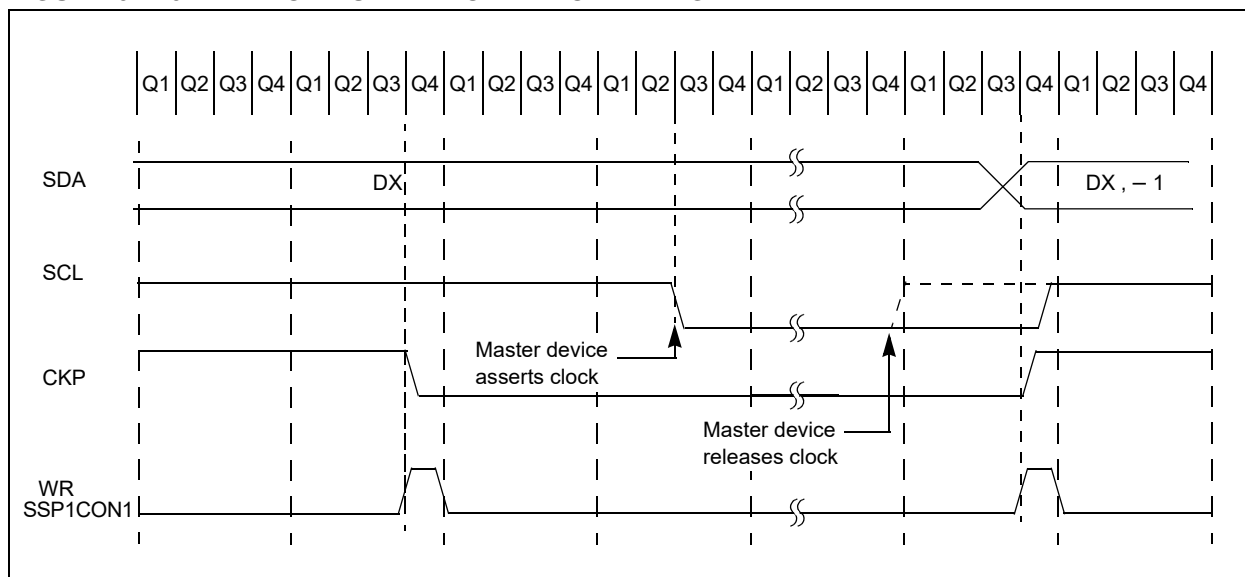 Q1 Q2 Q3 Q4 Q1 Q2 Q3 Q4 Q1 Q2 Q3 Q4 Q1 Q2 Q3 Q4 Q1 Q2 Q3 Q4 Q1 Q2 Q3 Q4 Q1 Q2 Q3 Q4
SDA
DX
DX , – 1
SCL
Master device
asserts clock
CKP
Master device
releases clock
WR
SSP1CON1